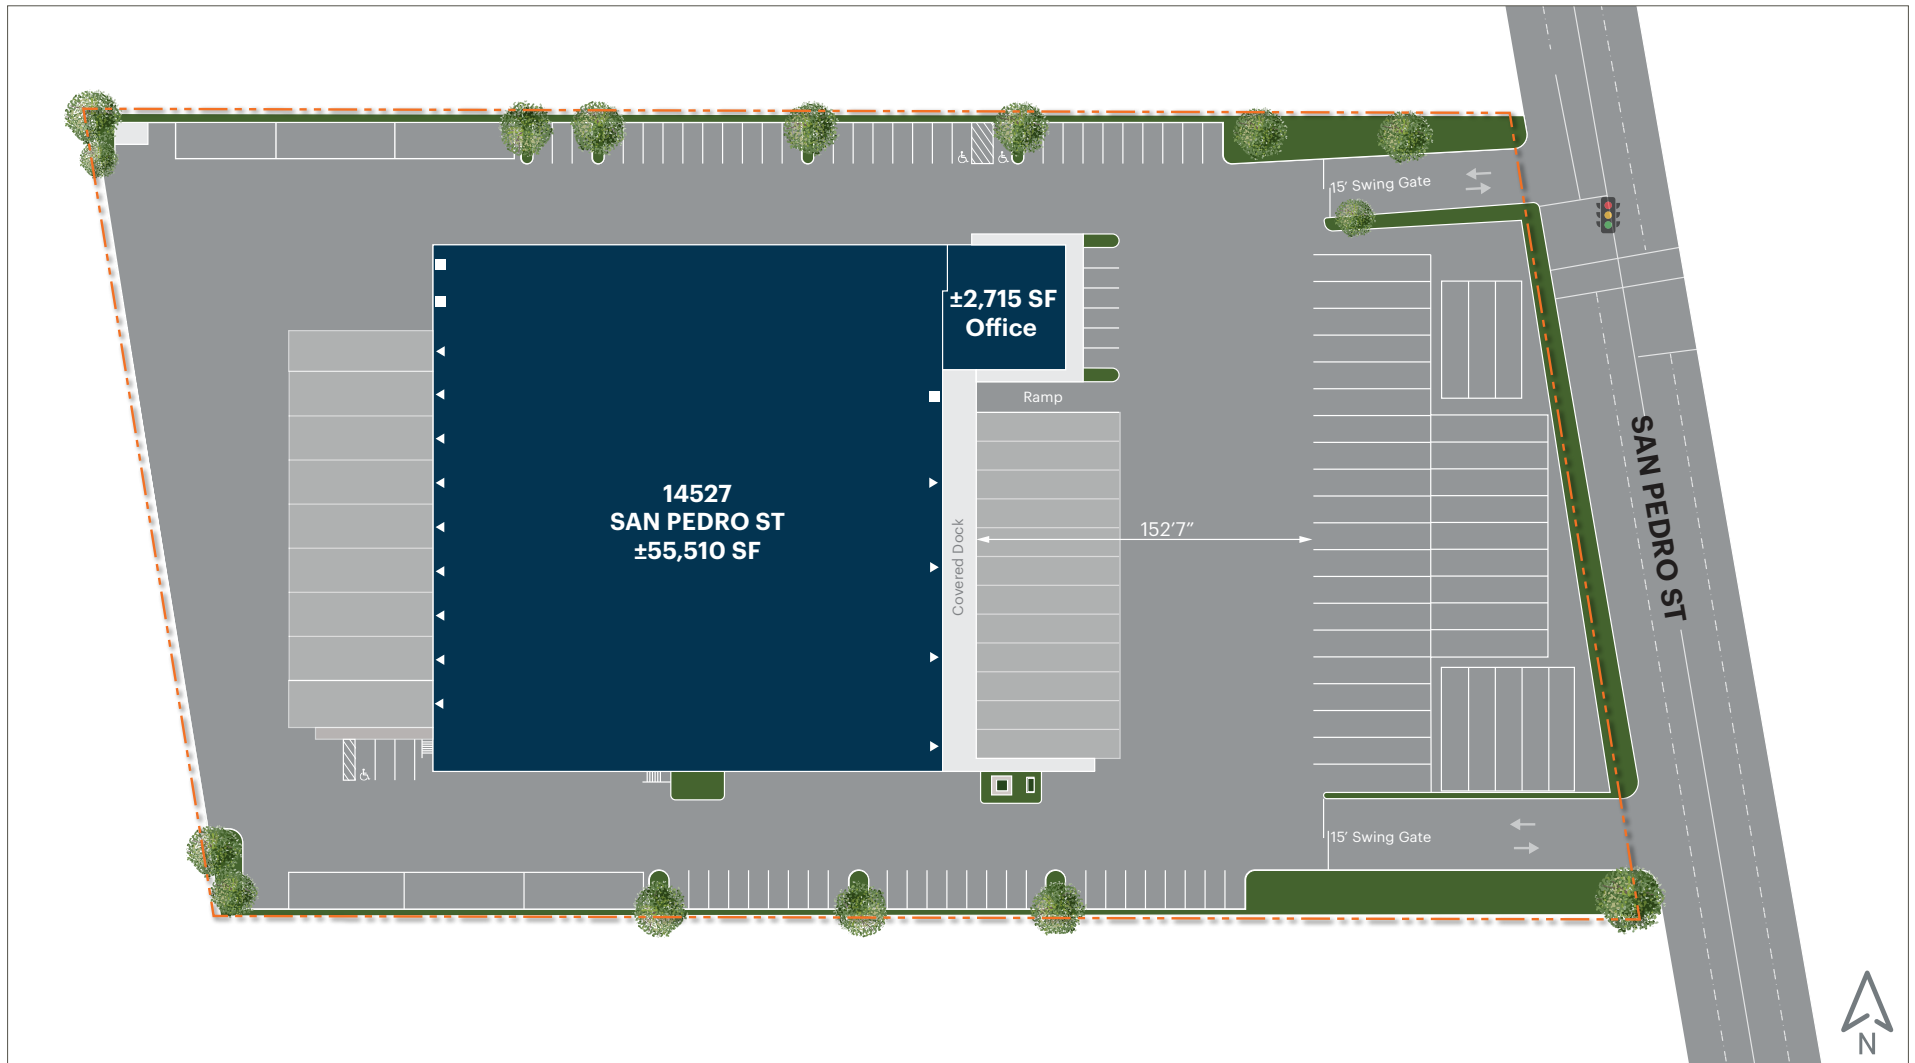 15' Swing Gate
±2,715 SF
Office
Ramp
14527
SAN PEDRO ST
±55,510 SF
Covered Dock
152'7"
SAN PEDRO ST
15' Swing Gate
N